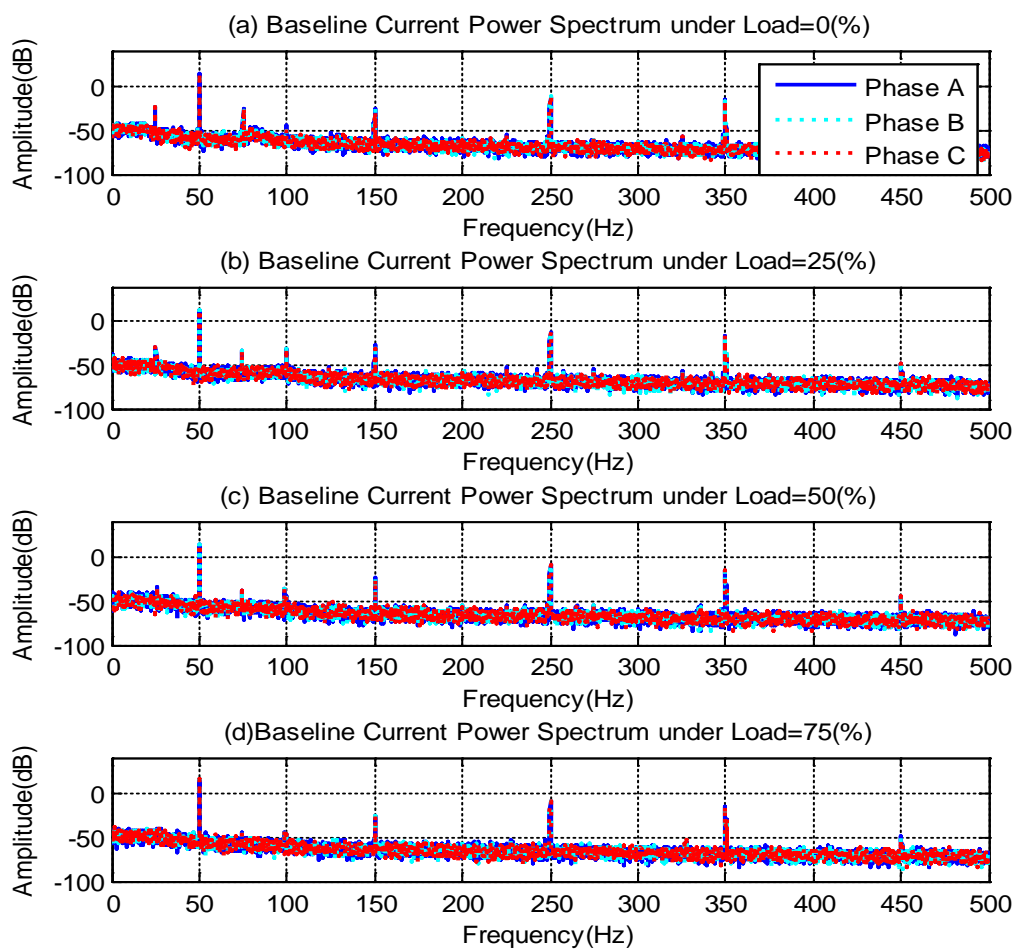 (a) Baseline Current Power Spectrum under Load=0(%)
Amplitude(dB)
0
-50
-100
Phase A
Phase B
Phase C
0 50 100 150 200 250 300 350 400 450 500
Frequency(Hz)
(b) Baseline Current Power Spectrum under Load=25(%)
Amplitude(dB)
0
-50
-100
0 50 100 150 200 250 300 350 400 450 500
Frequency(Hz)
(c) Baseline Current Power Spectrum under Load=50(%)
Amplitude(dB)
0
-50
-100
0 50 100 150 200 250 300 350 400 450 500
Frequency(Hz)
(d)Baseline Current Power Spectrum under Load=75(%)
Amplitude(dB)
0
-50
-100
0 50 100 150 200 250 300 350 400 450 500
Frequency(Hz)